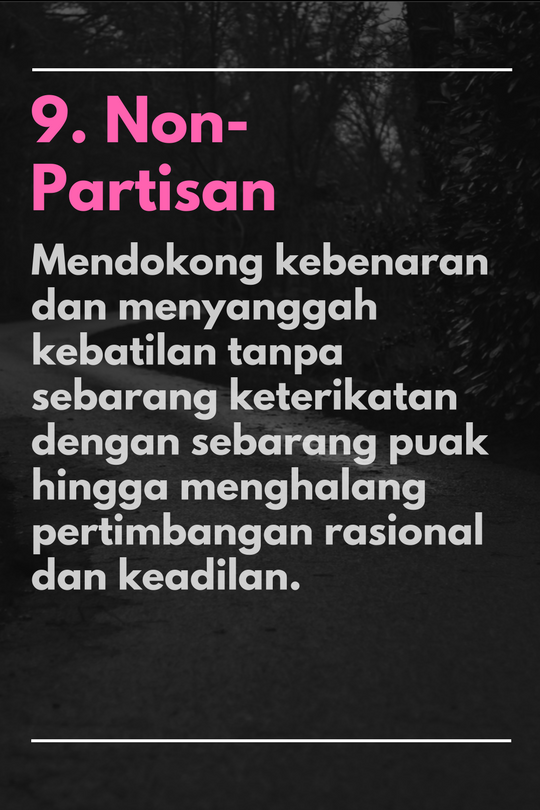 9. Non-
Partisan
Mendokong kebenaran
dan menyanggah
kebatilan tanpa
sebarang keterikatan
dengan sebarang puak
hingga menghalang
pertimbangan rasional
dan keadilan.